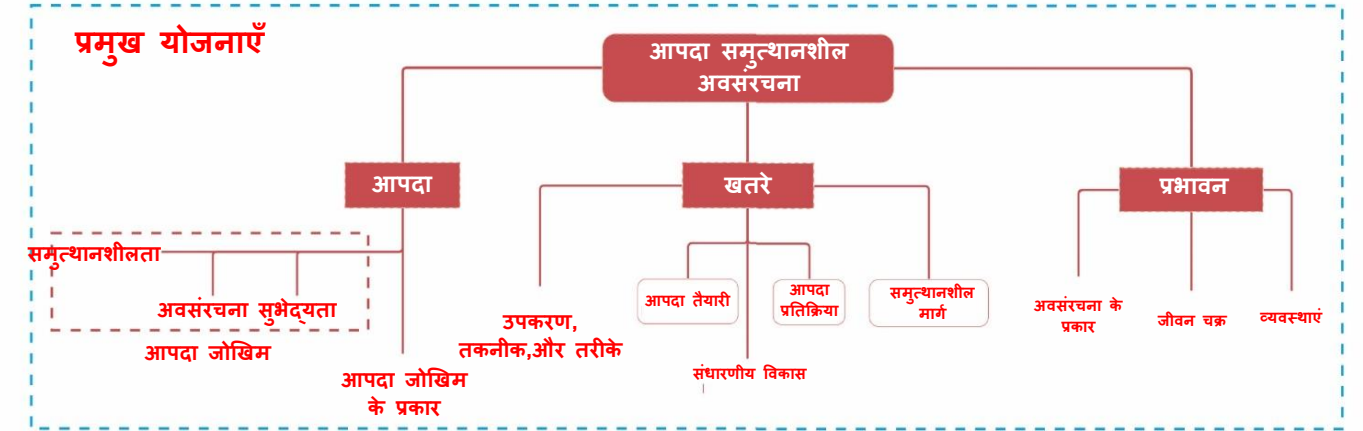 प्रमुख योजनाएँ
आपदा समुत्थानशील
अवसंरचना
आपदा
खतरे
प्रभावन
समुत्थानशीलता
अवसंरचना सुभेद्यता
आपदा जोखिम
आपदा जोखिम
के प्रकार
उपकरण,
तकनीक,और तरीके
आपदा तैयारी
आपदा
प्रतिक्रिया
समुत्थानशील
मार्ग
संधारणीय विकास
अवसंरचना के
प्रकार
जीवन चक्र
व्यवस्थाएं